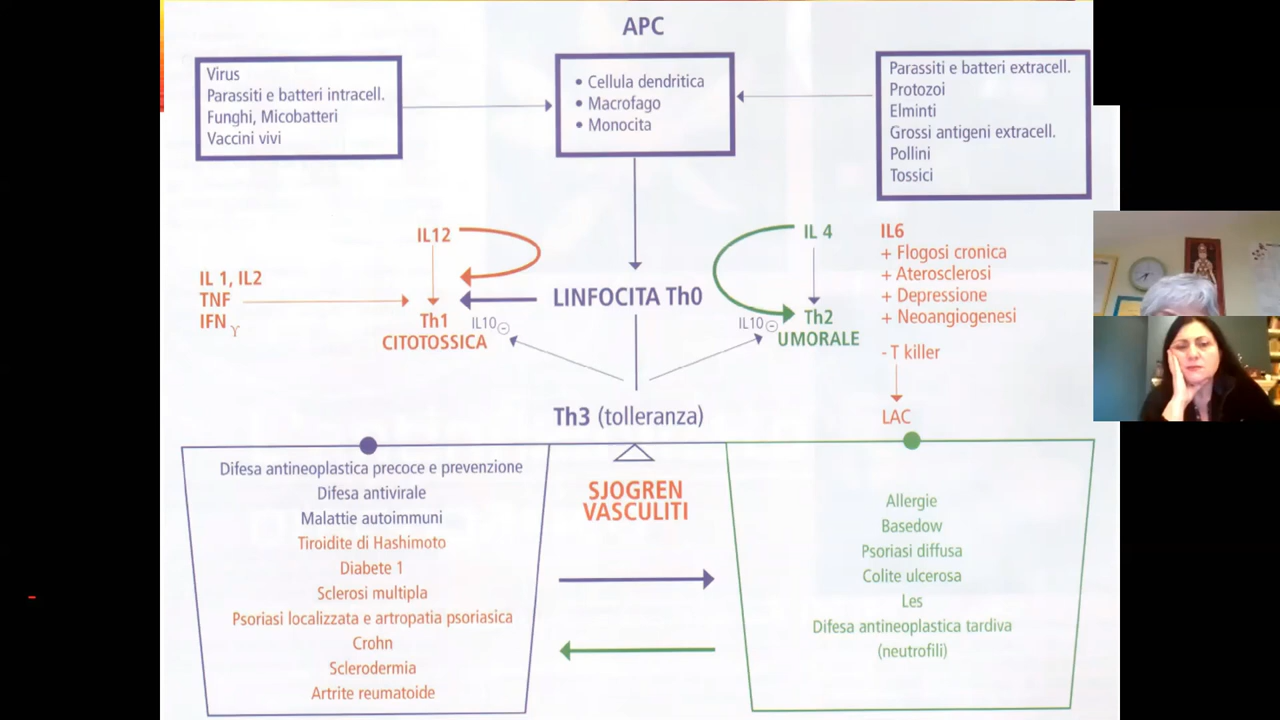 APC
Virus
Parassiti e batteri intracell.
Funghi, Micobatteri
Vaccini vivi
• Cellula dendritica
• Macrofago
• Monocita
Parassiti e batteri extracell.
Protozoi
Elminti
Grossi antigeni extracell.
Pollini
Tossici
IL 1, IL2
TNF
IFN γ
IL12
Th1
CITOTOSSICA
IL10
LINFOCITA Th0
IL 4
IL10
Th2
UMORALE
IL6
+ Flogosi cronica
+ Aterosclerosi
+ Depressione
+ Neoangiogenesi
- T killer
LAC
Th3 (tolleranza)
Difesa antineoplastica precoce e prevenzione
Difesa antivirale
Malattie autoimmuni
Tiroidite di Hashimoto
Diabete 1
Sclerosi multipla
Psoriasi localizzata e artropatia psoriasica
Crohn
Sclerodermia
Artrite reumatoide
SJOGREN
VASCULITI
Allergie
Basedow
Psoriasi diffusa
Colite ulcerosa
Les
Difesa antineoplastica tardiva
(neutrofili)